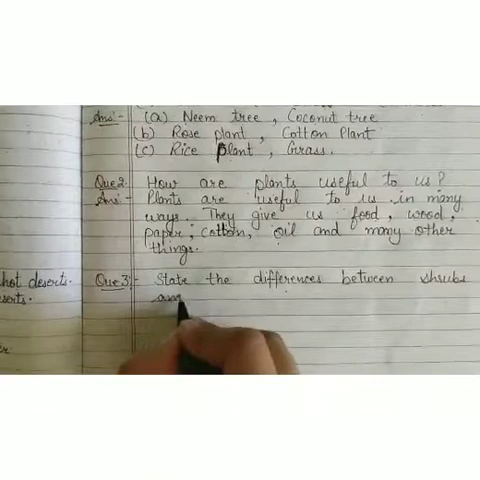 Ans:- (a) Neem tree, Coconut tree
(b) Rose plant, Cotton Plant
(c) Rice Plant, Grass.
Que2 How are plants useful to us?
Ans:- Plants are useful to us in many
ways. They give us food, wood,
paper, cotton, oil and many other
things.
hot deserts.
Que3:- State the differences between shrubs